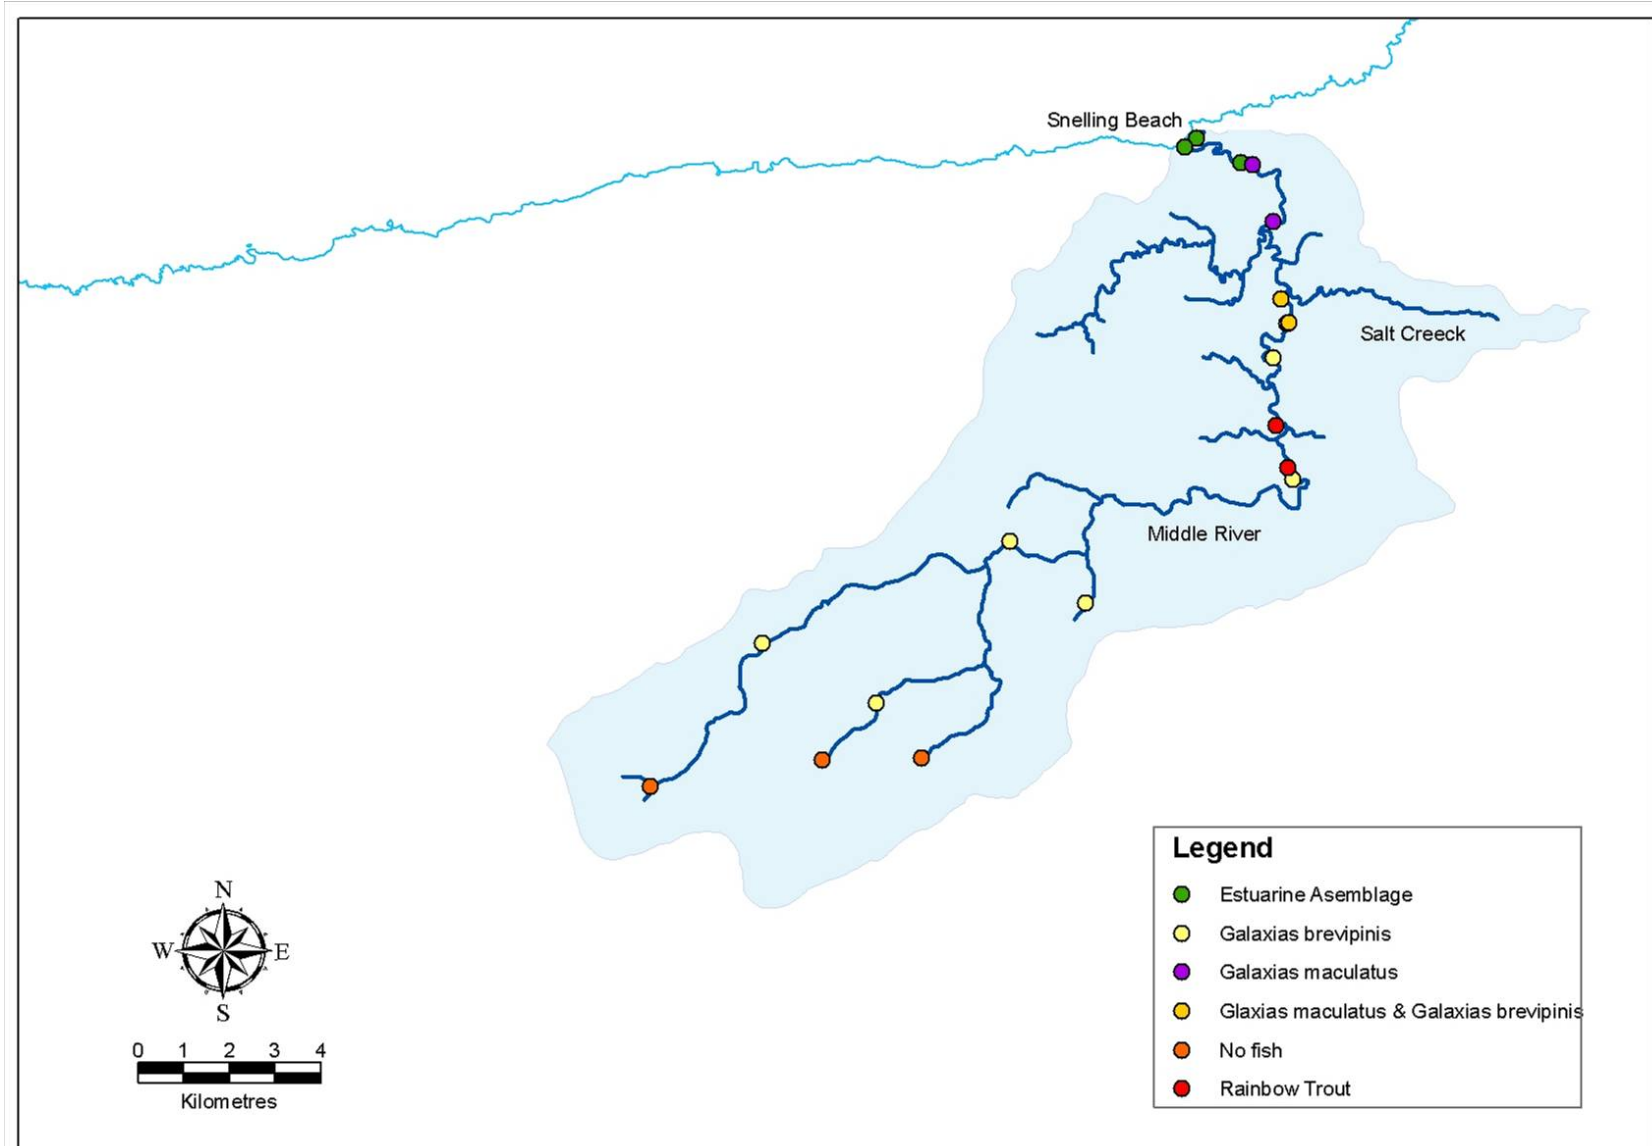 Snelling Beach
Salt Creeck
Middle River
Legend
Estuarine Asemblage
Galaxias brevipinis
Galaxias maculatus
Glaxias maculatus & Galaxias brevipinis
No fish
Rainbow Trout
N
W E
S
0 1 2 3 4
Kilometres